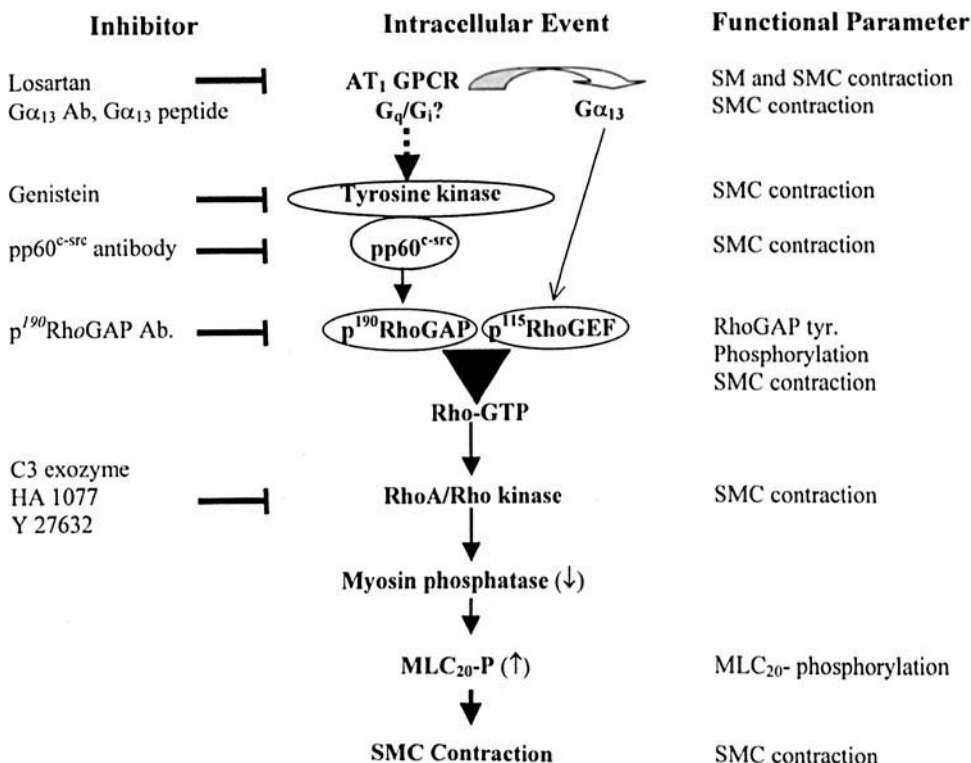 Inhibitor Intracellular Event Functional Parameter
Losartan AT₁ GPCR SM and SMC contraction
Gα₁₃ Ab, Gα₁₃ peptide G_q/G_i? Gα₁₃ SMC contraction
Genistein Tyrosine kinase SMC contraction
pp60ᶜ⁻ˢʳᶜ antibody pp60ᶜ⁻ˢʳᶜ SMC contraction
p¹⁹⁰RhoGAP Ab. p¹⁹⁰RhoGAP p¹¹⁵RhoGEF RhoGAP tyr.
Phosphorylation
SMC contraction
Rho-GTP
C3 exozyme
HA 1077 RhoA/Rho kinase SMC contraction
Y 27632
Myosin phosphatase (↓)
MLC₂₀-P (↑) MLC₂₀- phosphorylation
SMC Contraction SMC contraction